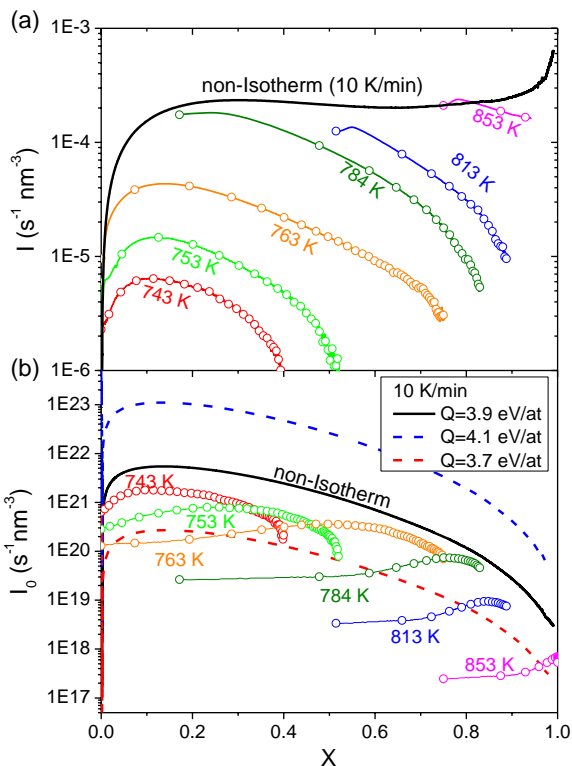 (a)
1E-3
non-Isotherm (10 K/min)
853 K
1E-4
813 K
784 K
I (s⁻¹ nm⁻³)
763 K
1E-5
753 K
743 K
1E-6
(b)
10 K/min
1E23
Q=3.9 eV/at
Q=4.1 eV/at
1E22
Q=3.7 eV/at
non-Isotherm
743 K
1E21
753 K
I₀ (s⁻¹nm⁻³)
1E20
763 K
784 K
1E19
813 K
1E18
853 K
1E17
0.0 0.2 0.4 0.6 0.8 1.0
X